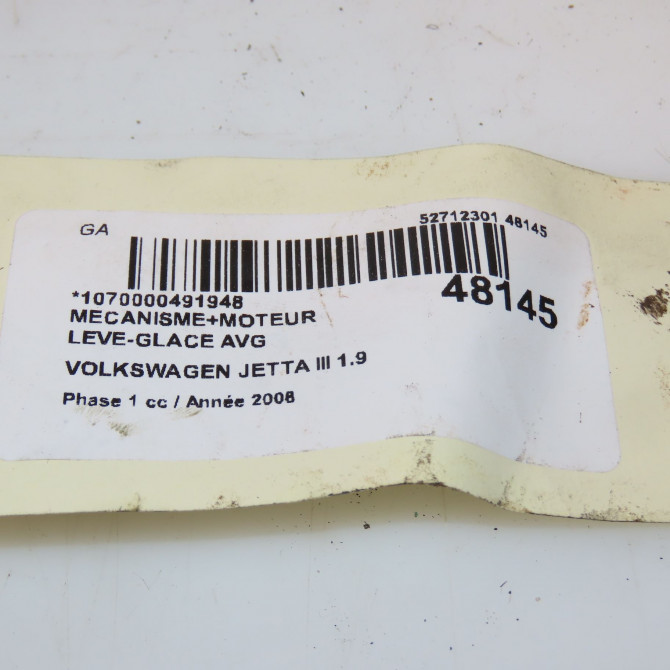 GA
52712301 48145
*1070000491948
48145
MECANISME+MOTEUR
LEVE-GLACE AVG
VOLKSWAGEN JETTA III 1.9
Phase 1 cc / Année 2008